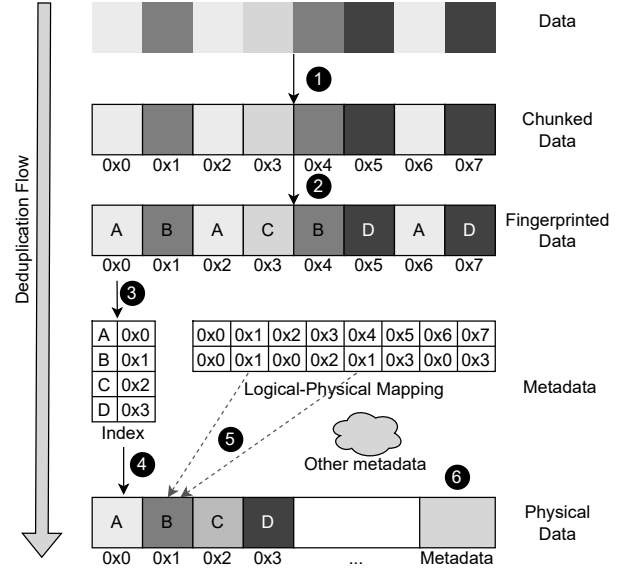 Data
1
Chunked
Data
0x0 0x1 0x2 0x3 0x4 0x5 0x6 0x7
2
A B A C B D A D
Fingerprinted
Data
0x0 0x1 0x2 0x3 0x4 0x5 0x6 0x7
Deduplication Flow
3
A 0x0
B 0x1
C 0x2
D 0x3
Index
0x0 0x1 0x2 0x3 0x4 0x5 0x6 0x7
0x0 0x1 0x0 0x2 0x1 0x3 0x0 0x3
Logical-Physical Mapping
Metadata
4
5
Other metadata
6
A B C D
Physical
Data
0x0 0x1 0x2 0x3 ... Metadata